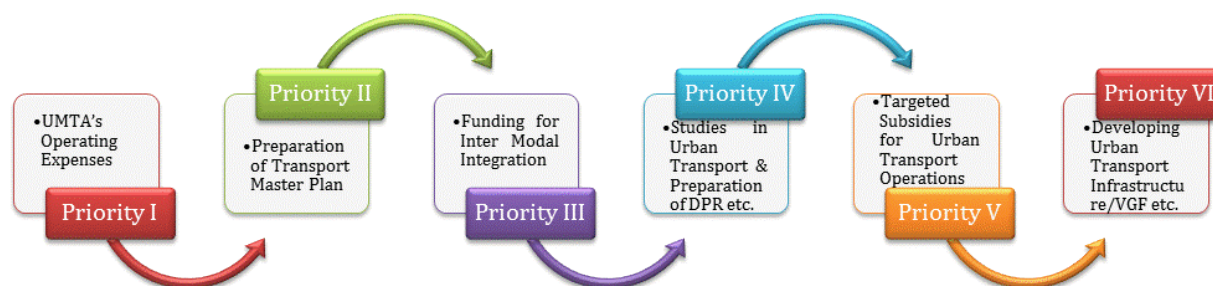 •UMTA's
Operating
Expenses
Priority I
Priority II
•Preparation
of Transport
Master Plan
•Funding for
Inter Modal
Integration
Priority III
Priority IV
•Studies in
Urban
Transport &
Preparation
of DPR etc.
•Targeted
Subsidies
for Urban
Transport
Operations
Priority V
Priority VI
•Developing
Urban
Transport
Infrastructu
re/VGF etc.